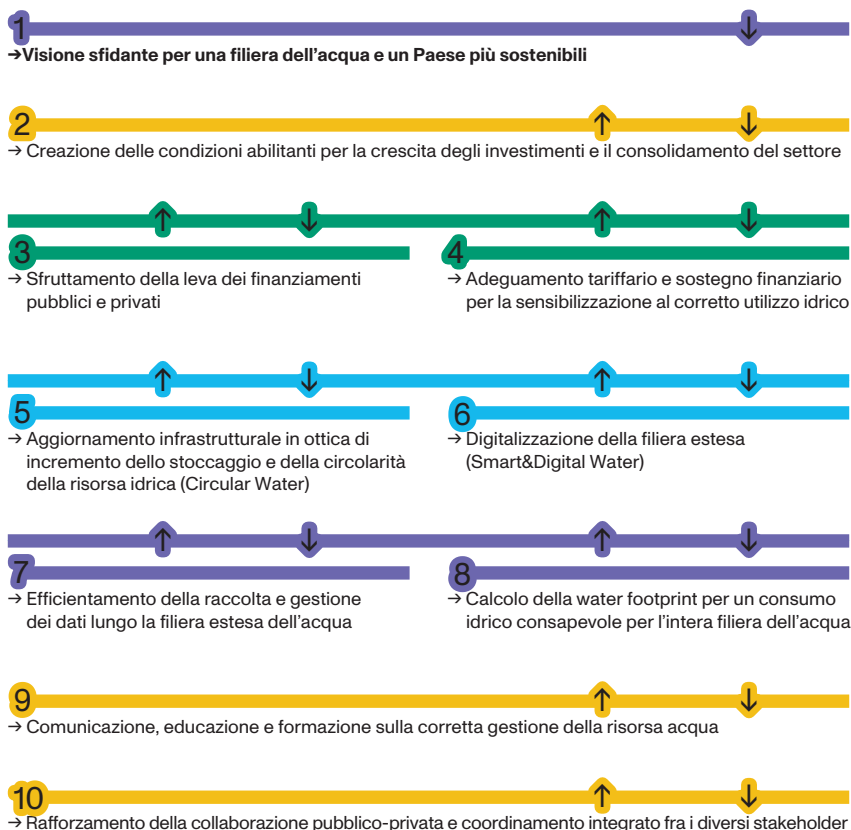 1
→Visione sfidante per una filiera dell’acqua e un Paese più sostenibili
2
→ Creazione delle condizioni abilitanti per la crescita degli investimenti e il consolidamento del settore
3
→ Sfruttamento della leva dei finanziamenti
pubblici e privati
4
→ Adeguamento tariffario e sostegno finanziario
per la sensibilizzazione al corretto utilizzo idrico
5
→ Aggiornamento infrastrutturale in ottica di
incremento dello stoccaggio e della circolarità
della risorsa idrica (Circular Water)
6
→ Digitalizzazione della filiera estesa
(Smart&Digital Water)
7
→ Efficientamento della raccolta e gestione
dei dati lungo la filiera estesa dell’acqua
8
→ Calcolo della water footprint per un consumo
idrico consapevole per l’intera filiera dell’acqua
9
→ Comunicazione, educazione e formazione sulla corretta gestione della risorsa acqua
10
→ Rafforzamento della collaborazione pubblico-privata e coordinamento integrato fra i diversi stakeholder